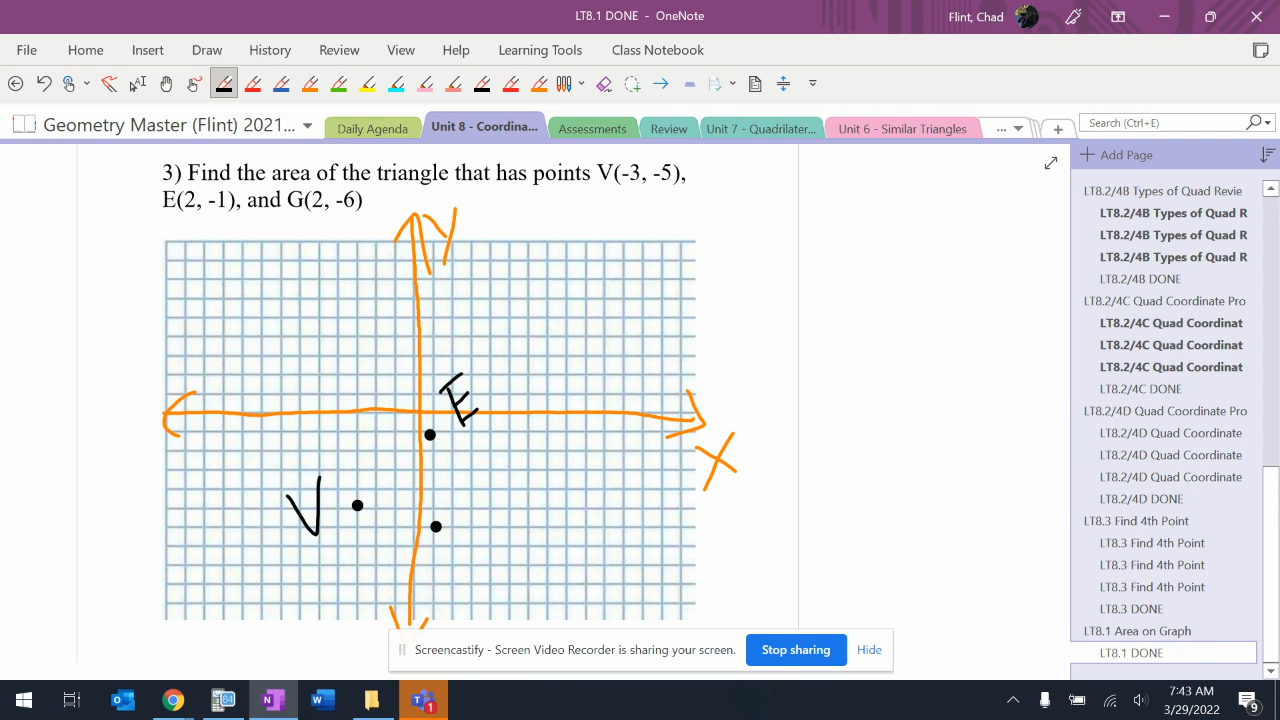 LT8.1 DONE - OneNote
Flint, Chad
File Home Insert Draw History Review View Help Learning Tools Class Notebook
Geometry Master (Flint) 2021...
Daily Agenda
Unit 8 - Coordina...
Assessments
Review
Unit 7 - Quadrilater...
Unit 6 - Similar Triangles
...
Search (Ctrl+E)
3) Find the area of the triangle that has points V(-3, -5),
E(2, -1), and G(2, -6)
Y
E
X
V
Add Page
LT8.2/4B Types of Quad Revie
LT8.2/4B Types of Quad R
LT8.2/4B Types of Quad R
LT8.2/4B Types of Quad R
LT8.2/4B DONE
LT8.2/4C Quad Coordinate Pro
LT8.2/4C Quad Coordinat
LT8.2/4C Quad Coordinat
LT8.2/4C Quad Coordinat
LT8.2/4C DONE
LT8.2/4D Quad Coordinate Pro
LT8.2/4D Quad Coordinate
LT8.2/4D Quad Coordinate
LT8.2/4D Quad Coordinate
LT8.2/4D DONE
LT8.3 Find 4th Point
LT8.3 Find 4th Point
LT8.3 Find 4th Point
LT8.3 Find 4th Point
LT8.3 DONE
LT8.1 Area on Graph
LT8.1 DONE
Screencastify - Screen Video Recorder is sharing your screen.
Stop sharing
Hide
84
1
7:43 AM
3/29/2022
9